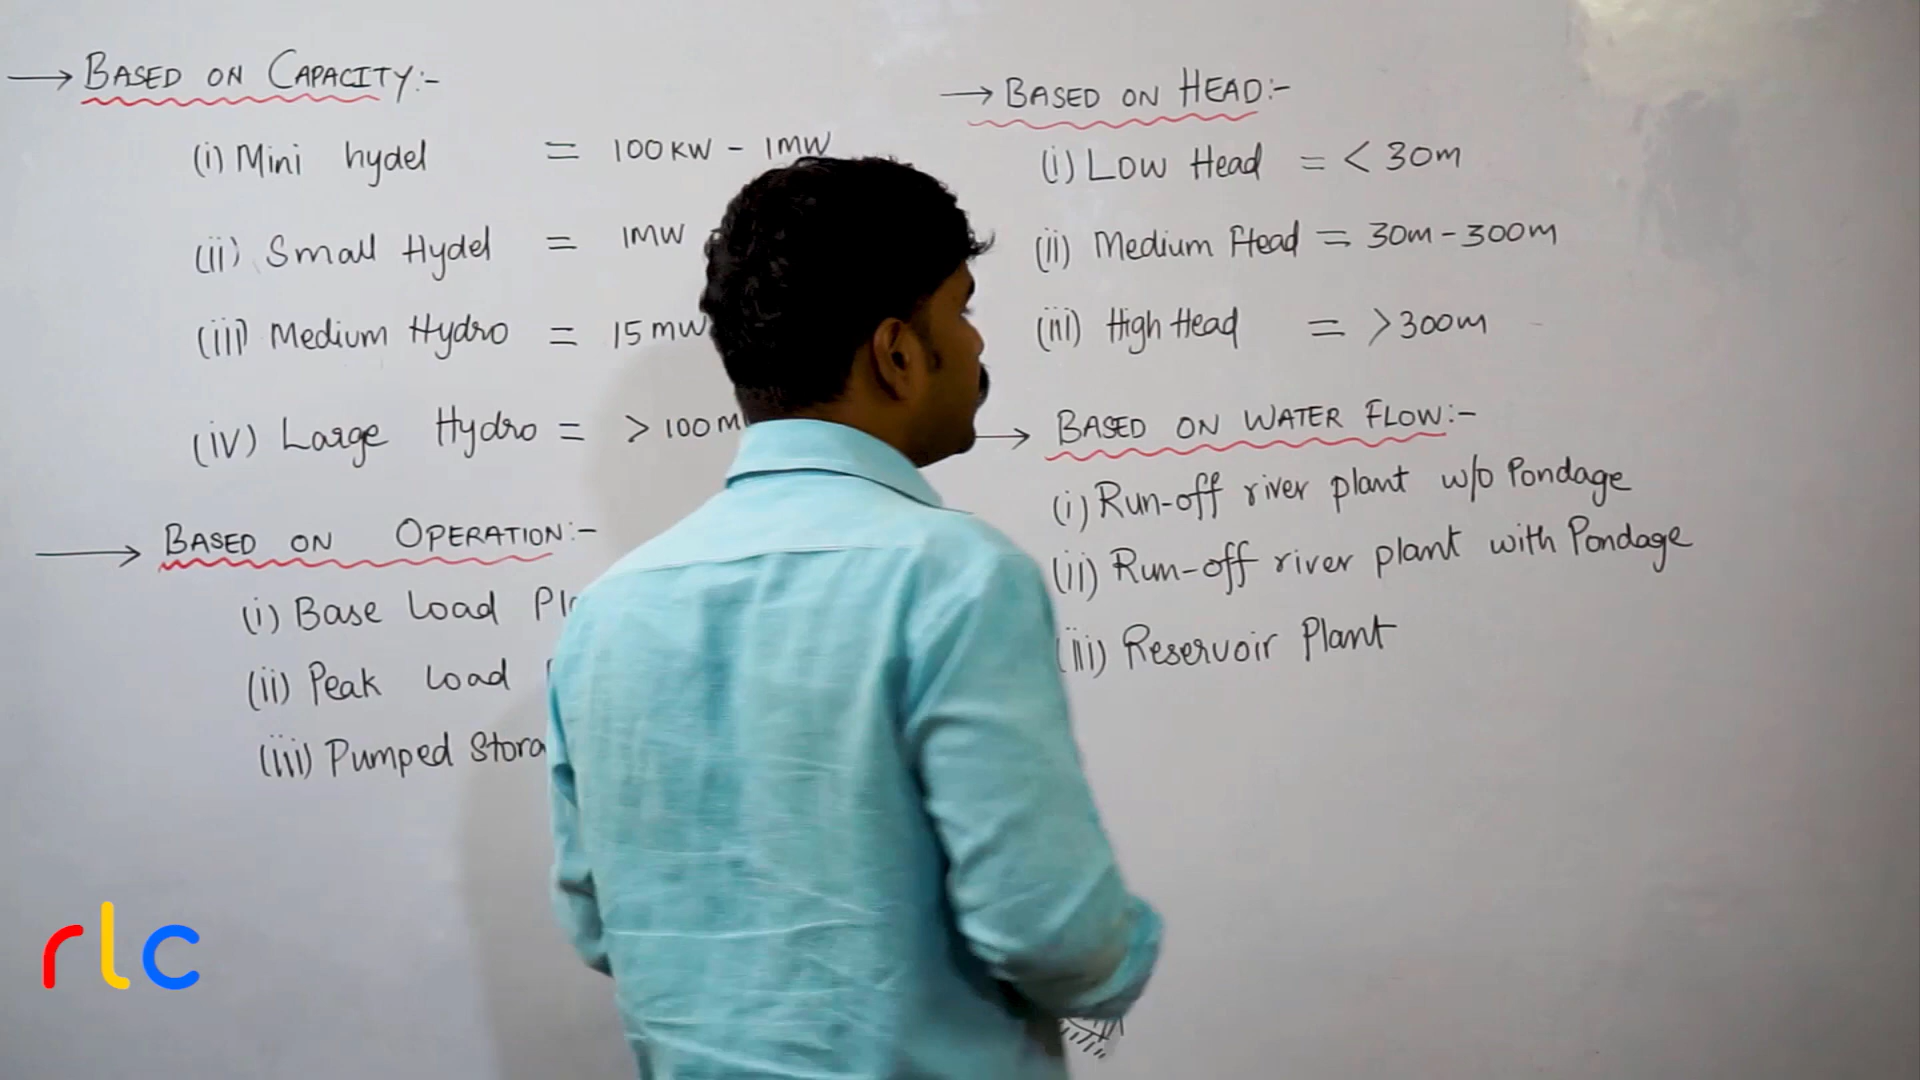 → BASED ON CAPACITY:-
(i) Mini hydel = 100KW - 1MW
(ii) Small Hydel = 1MW
(iii) Medium Hydro = 15MW
(iv) Large Hydro = > 100M
→ BASED ON OPERATION:-
(i) Base Load
(ii) Peak Load
(iii) Pumped
→ BASED ON HEAD:-
(i) Low Head = < 30m
(ii) Medium Head = 30m - 300m
(iii) High Head = > 300m
→ BASED ON WATER FLOW:-
(i) Run-off river plant w/o Pondage
(ii) Run-off river plant with Pondage
(iii) Reservoir Plant
rlc